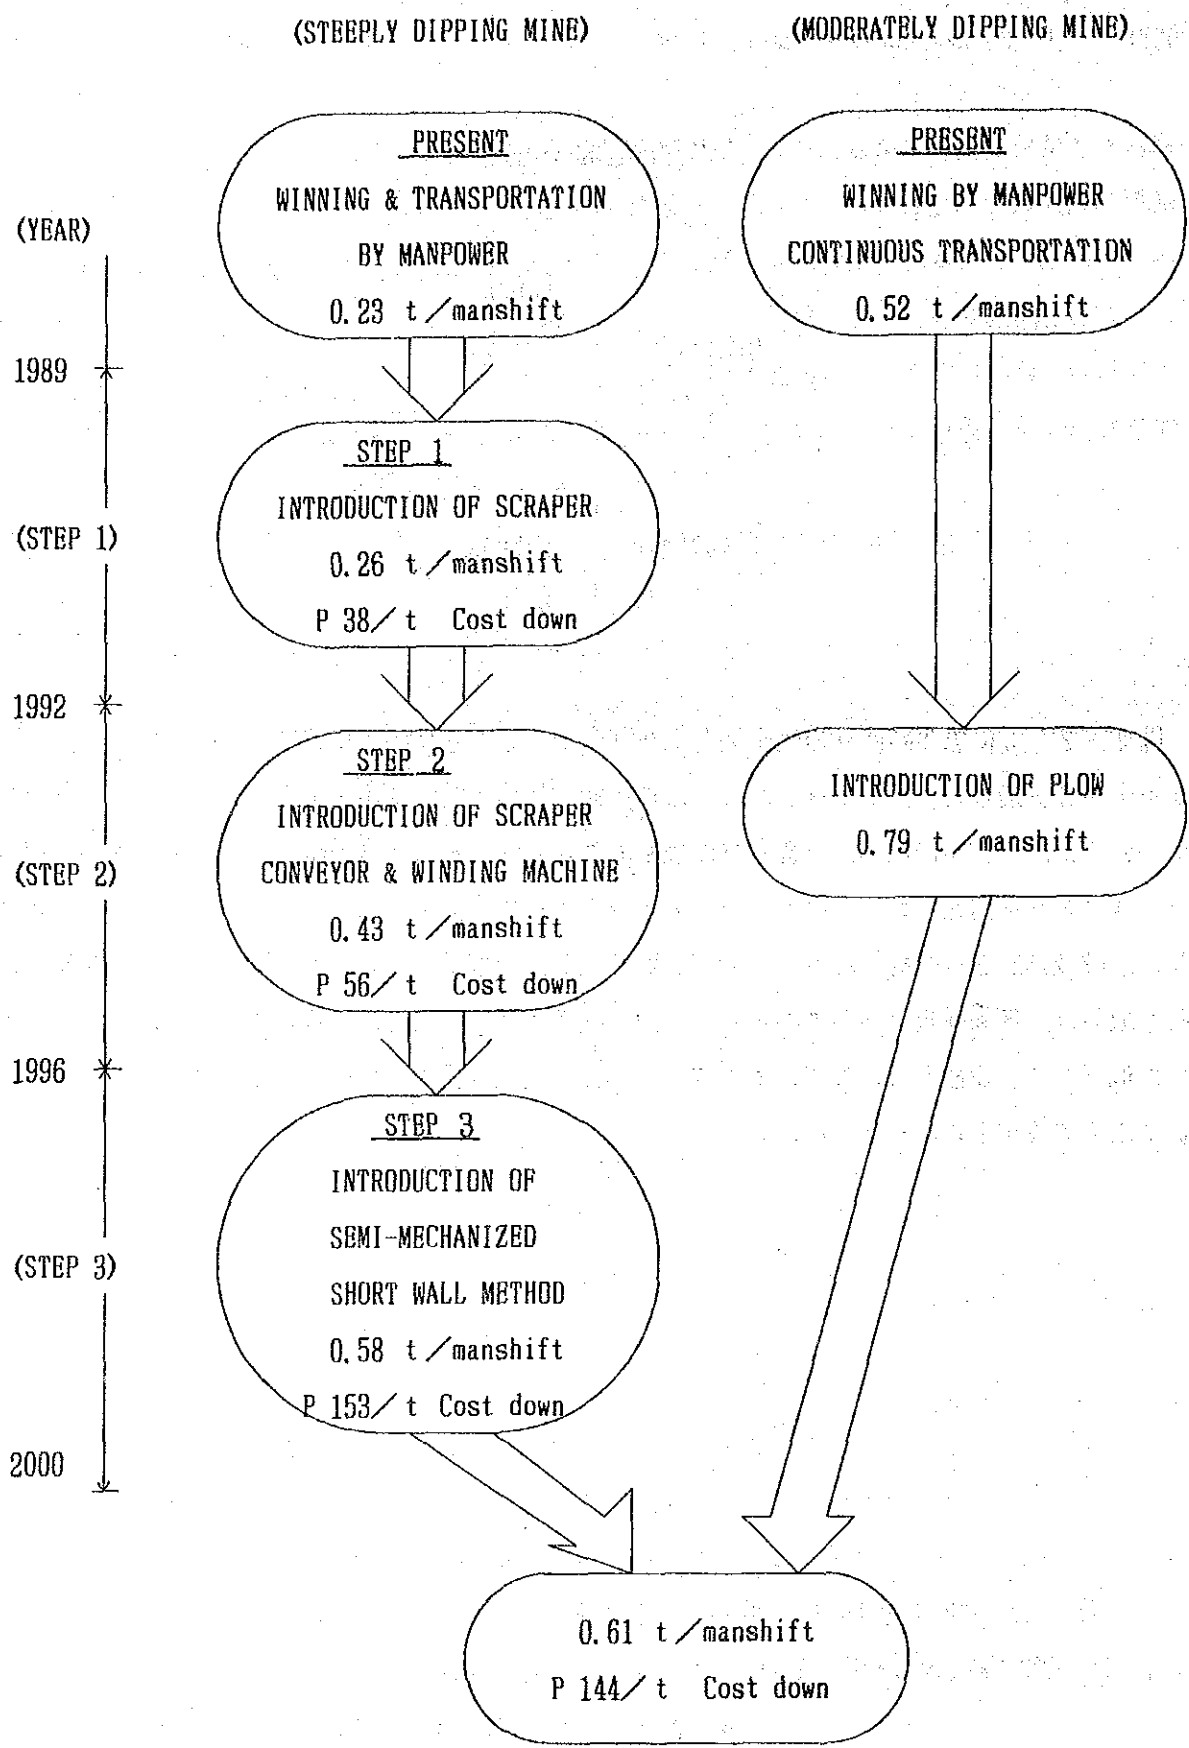 (STEEPLY DIPPING MINE)
(MODERATELY DIPPING MINE)
PRESENT
WINNING & TRANSPORTATION
BY MANPOWER
0.23 t/manshift
PRESENT
WINNING BY MANPOWER
CONTINUOUS TRANSPORTATION
0.52 t/manshift
(YEAR)
1989
STEP 1
INTRODUCTION OF SCRAPER
0.26 t/manshift
P 38/t Cost down
(STEP 1)
1992
STEP 2
INTRODUCTION OF SCRAPER
CONVEYOR & WINDING MACHINE
0.43 t/manshift
P 56/t Cost down
INTRODUCTION OF PLOW
0.79 t/manshift
(STEP 2)
1996
STEP 3
INTRODUCTION OF
SEMI-MECHANIZED
SHORT WALL METHOD
0.58 t/manshift
P 153/t Cost down
(STEP 3)
2000
0.61 t/manshift
P 144/t Cost down